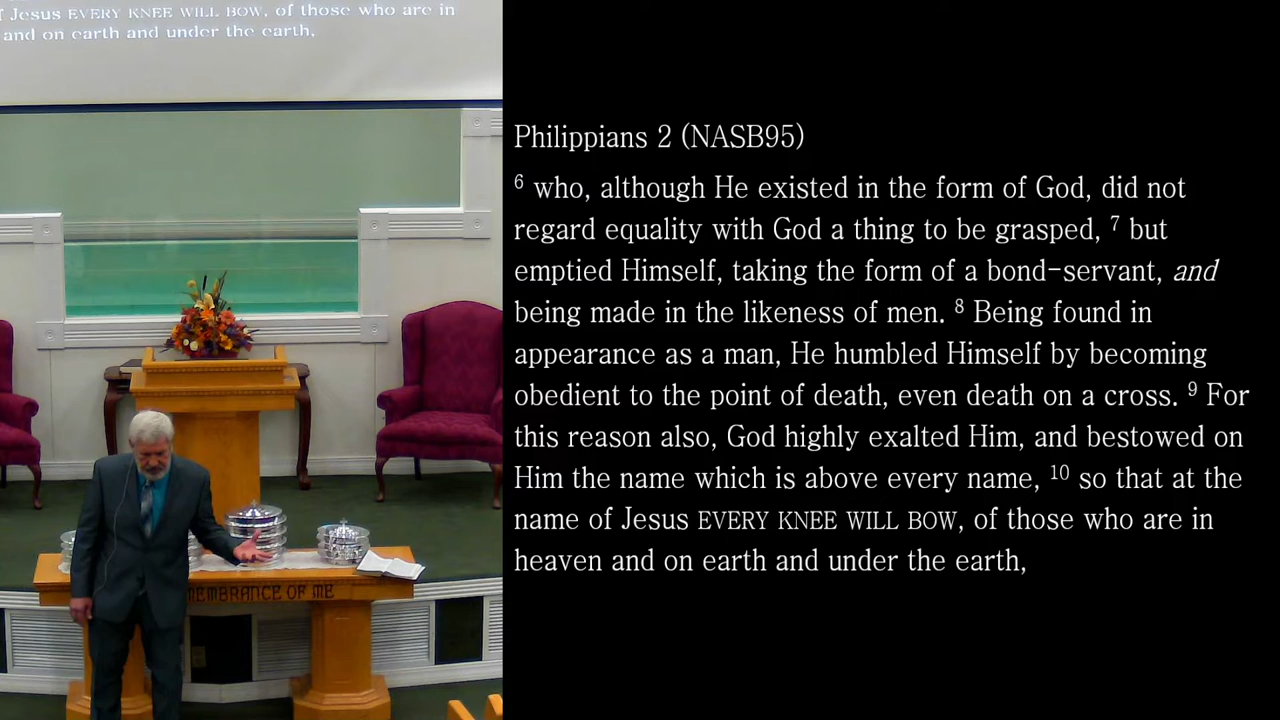 f Jesus EVERY KNEE WILL BOW, of those who are in
and on earth and under the earth,
Philippians 2 (NASB95)
6 who, although He existed in the form of God, did not
regard equality with God a thing to be grasped, 7 but
emptied Himself, taking the form of a bond-servant, and
being made in the likeness of men. 8 Being found in
appearance as a man, He humbled Himself by becoming
obedient to the point of death, even death on a cross. 9 For
this reason also, God highly exalted Him, and bestowed on
Him the name which is above every name, 10 so that at the
name of Jesus EVERY KNEE WILL BOW, of those who are in
heaven and on earth and under the earth,
MEMBRANCE OF ME